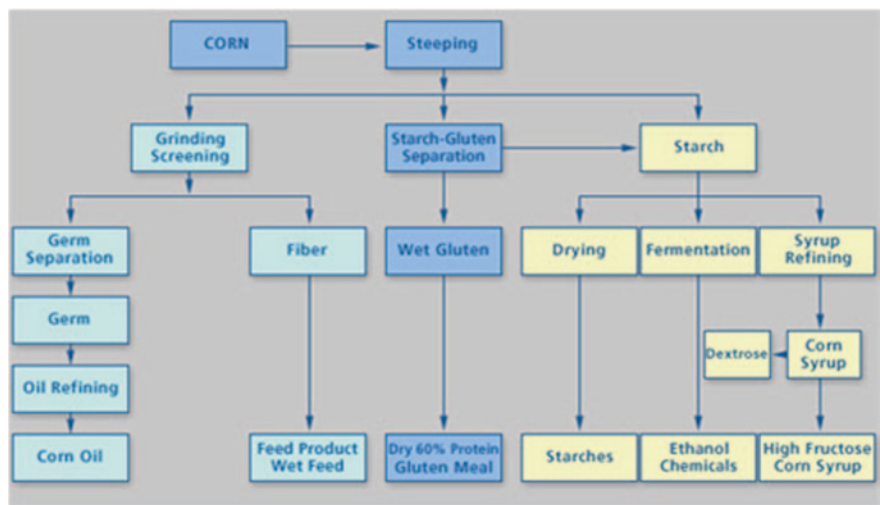 CORN
Steeping
Grinding
Screening
Starch-Gluten
Separation
Starch
Germ
Separation
Fiber
Wet Gluten
Drying
Fermentation
Syrup
Refining
Germ
Dextrose
Corn
Syrup
Oil Refining
Corn Oil
Feed Product
Wet Feed
Dry 60% Protein
Gluten Meal
Starches
Ethanol
Chemicals
High Fructose
Corn Syrup